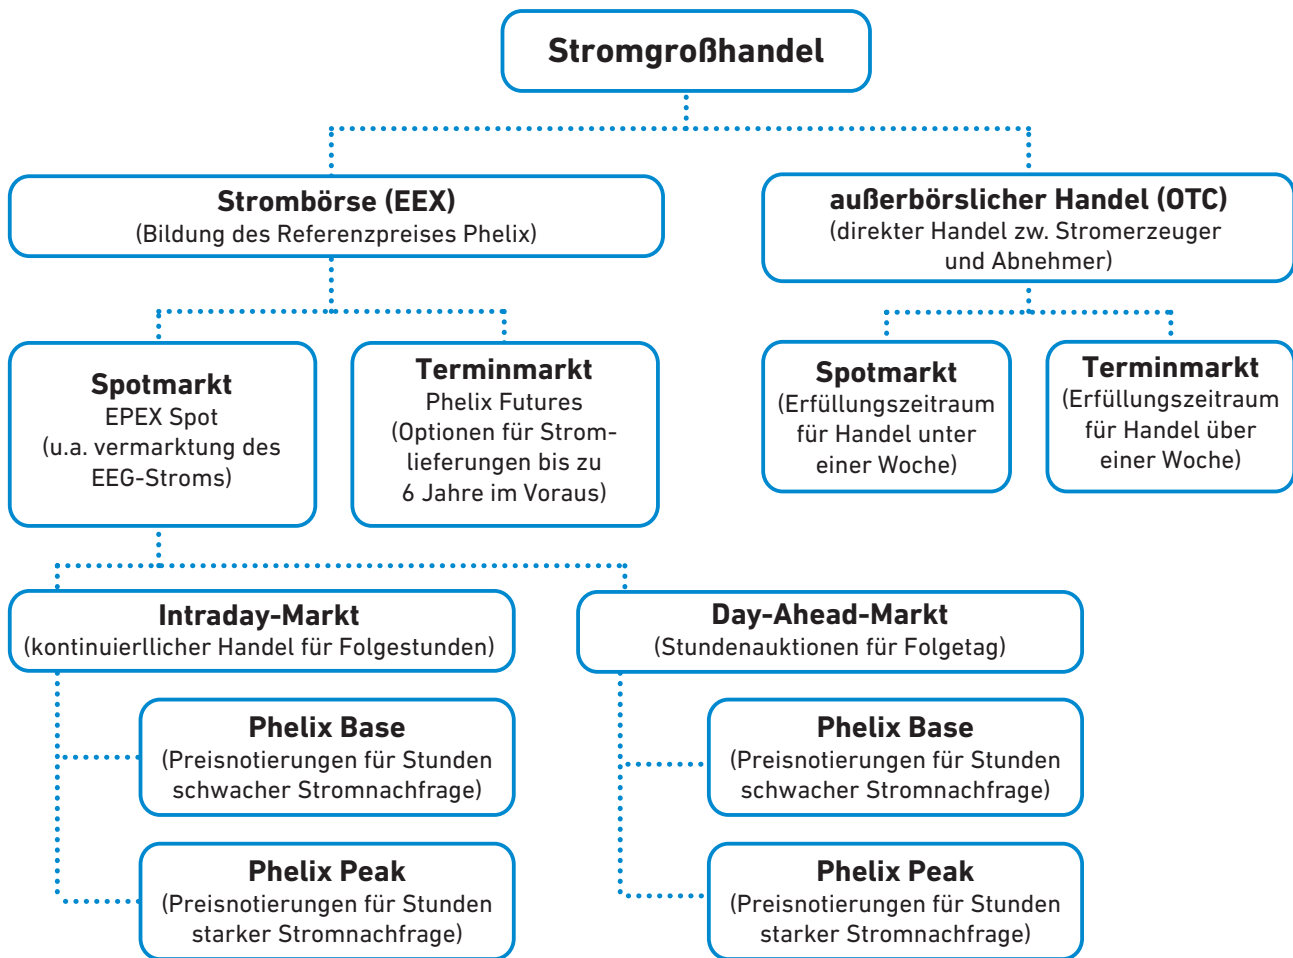 Stromgroßhandel
Strombörse (EEX)
(Bildung des Referenzpreises Phelix)
außerbörslicher Handel (OTC)
(direkter Handel zw. Stromerzeuger
und Abnehmer)
Spotmarkt
EPEX Spot
(u.a. vermarktung des
EEG-Stroms)
Terminmarkt
Phelix Futures
(Optionen für Strom-
lieferungen bis zu
6 Jahre im Voraus)
Spotmarkt
(Erfüllungszeitraum
für Handel unter
einer Woche)
Terminmarkt
(Erfüllungszeitraum
für Handel über
einer Woche)
Intraday-Markt
(kontinuierllicher Handel für Folgestunden)
Day-Ahead-Markt
(Stundenauktionen für Folgetag)
Phelix Base
(Preisnotierungen für Stunden
schwacher Stromnachfrage)
Phelix Peak
(Preisnotierungen für Stunden
starker Stromnachfrage)
Phelix Base
(Preisnotierungen für Stunden
schwacher Stromnachfrage)
Phelix Peak
(Preisnotierungen für Stunden
starker Stromnachfrage)